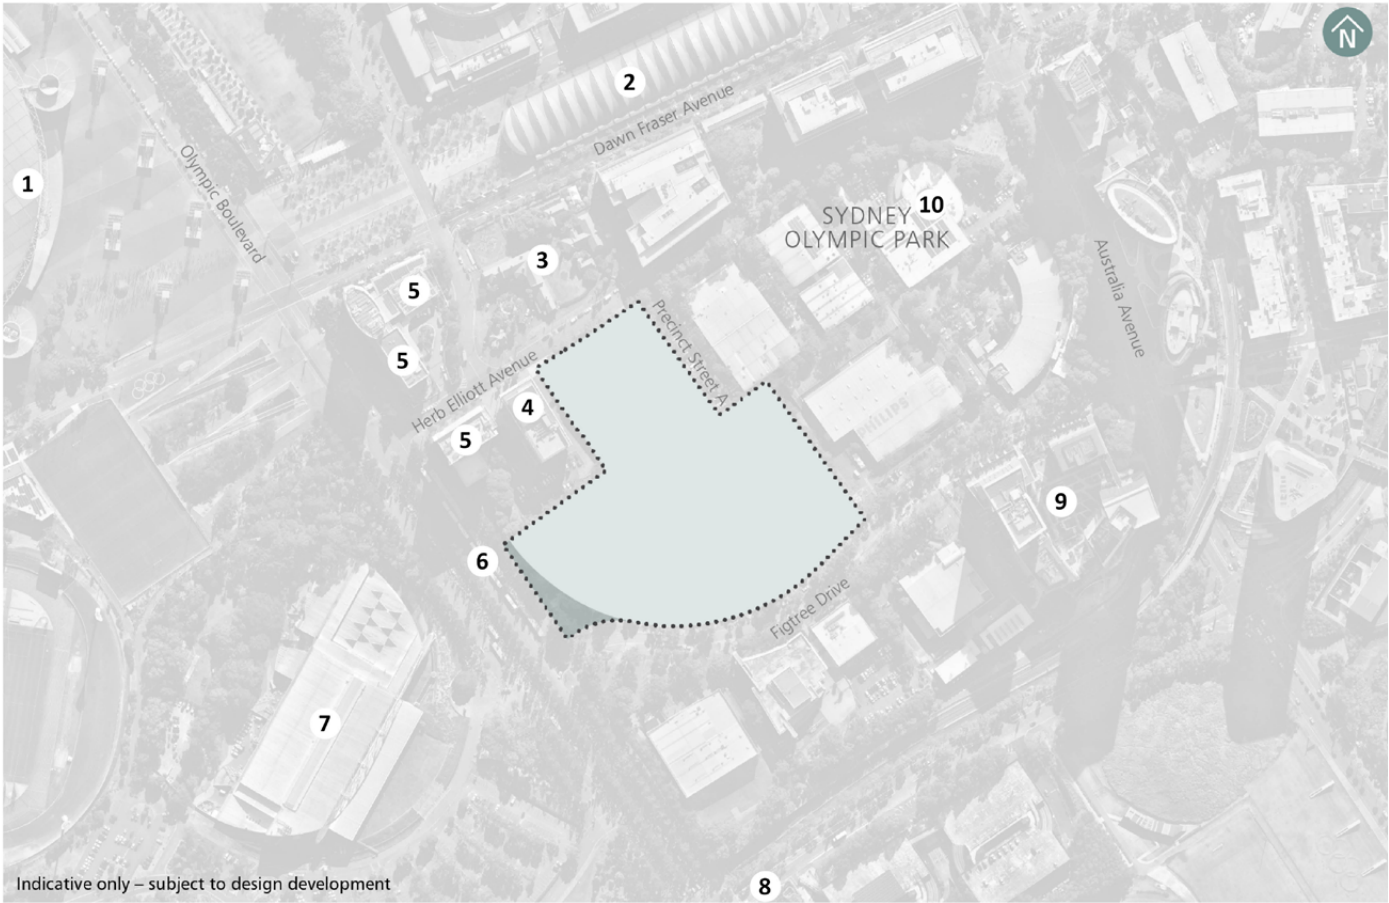 N
2
Dawn Fraser Avenue
Olympic Boulevard
1
10
SYDNEY
OLYMPIC PARK
3
5
Australia Avenue
Precinct Street A
5
Herb Elliott Avenue
4
PHILIPS
5
9
6
Figtree Drive
7
8
Indicative only – subject to design development